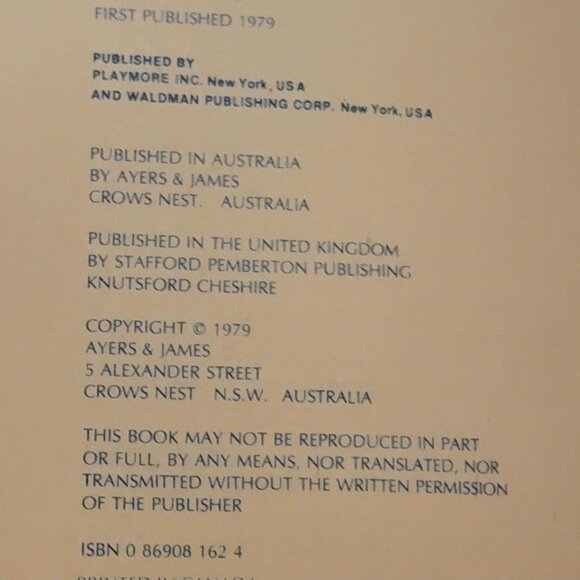 FIRST PUBLISHED 1979
PUBLISHED BY
PLAYMORE INC. New York, USA
AND WALDMAN PUBLISHING CORP. New York, USA
PUBLISHED IN AUSTRALIA
BY AYERS & JAMES
CROWS NEST. AUSTRALIA
PUBLISHED IN THE UNITED KINGDOM
BY STAFFORD PEMBERTON PUBLISHING
KNUTSFORD CHESHIRE
COPYRIGHT © 1979
AYERS & JAMES
5 ALEXANDER STREET
CROWS NEST N.S.W. AUSTRALIA
THIS BOOK MAY NOT BE REPRODUCED IN PART
OR FULL, BY ANY MEANS, NOR TRANSLATED, NOR
TRANSMITTED WITHOUT THE WRITTEN PERMISSION
OF THE PUBLISHER
ISBN 0 86908 162 4
PRINTED IN CANADA